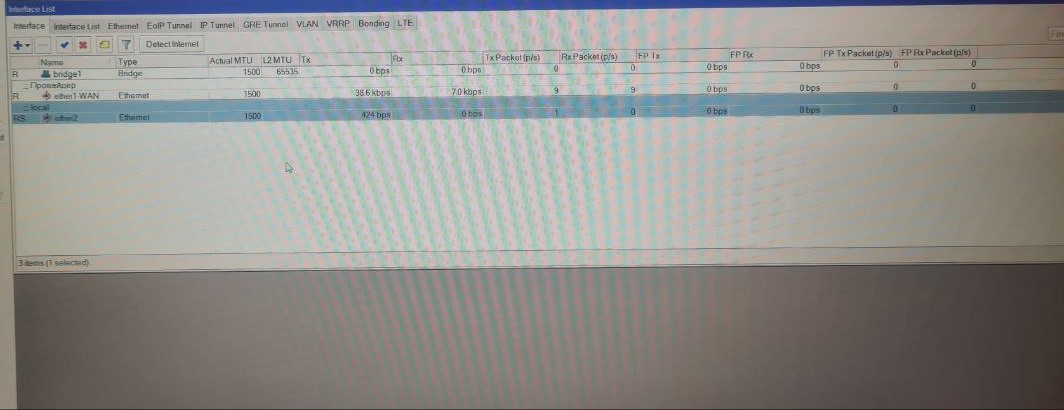 Interface List
Interface Interface List Ethernet EoIP Tunnel IP Tunnel GRE Tunnel VLAN VRRP Bonding LTE
Detect Internet
Name Type Actual MTU L2 MTU Tx Rx Tx Packet (p/s) Rx Packet (p/s) FP Tx FP Rx FP Tx Packet (p/s) FP Rx Packet (p/s)
R bridge1 Bridge 1500 65535 0 bps 0 bps 0 0 0 bps 0 bps 0 0
::: Провайдер
R ether1-WAN Ethernet 1500 38.6 kbps 7.0 kbps 9 9 0 bps 0 bps 0 0
::: local
RS ether2 Ethernet 1500 424 bps 0 bps 1 0 0 bps 0 bps 0 0
3 items (1 selected)